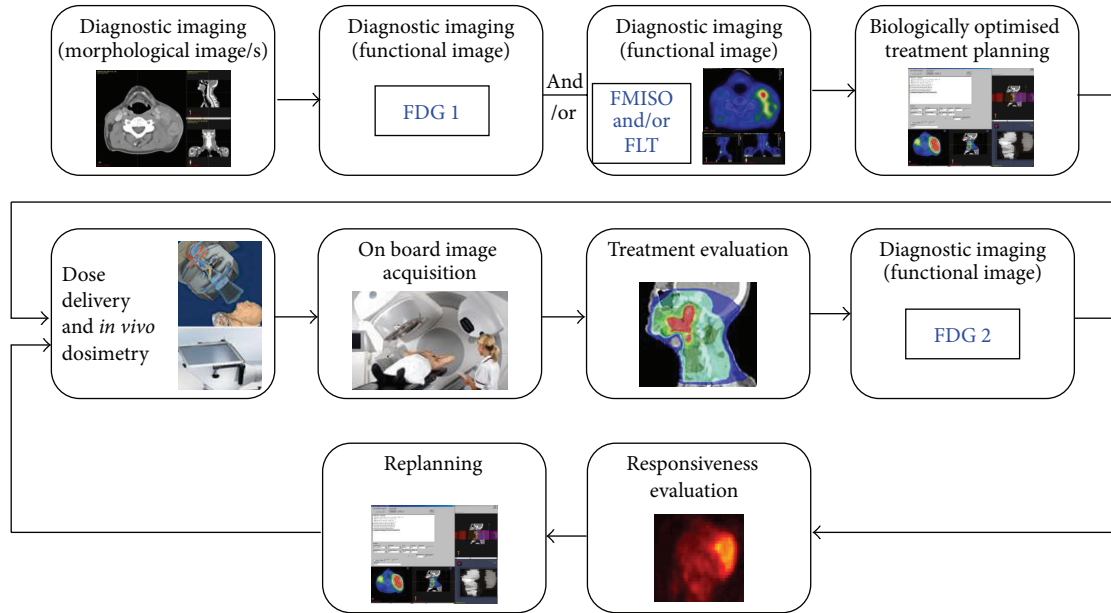 Diagnostic imaging
(morphological image/s)
Diagnostic imaging
(functional image)
FDG 1
And
/or
Diagnostic imaging
(functional image)
FMISO
and/or
FLT
Biologically optimised
treatment planning
Dose
delivery
and in vivo
dosimetry
On board image
acquisition
Treatment evaluation
Diagnostic imaging
(functional image)
FDG 2
Replanning
Responsiveness
evaluation